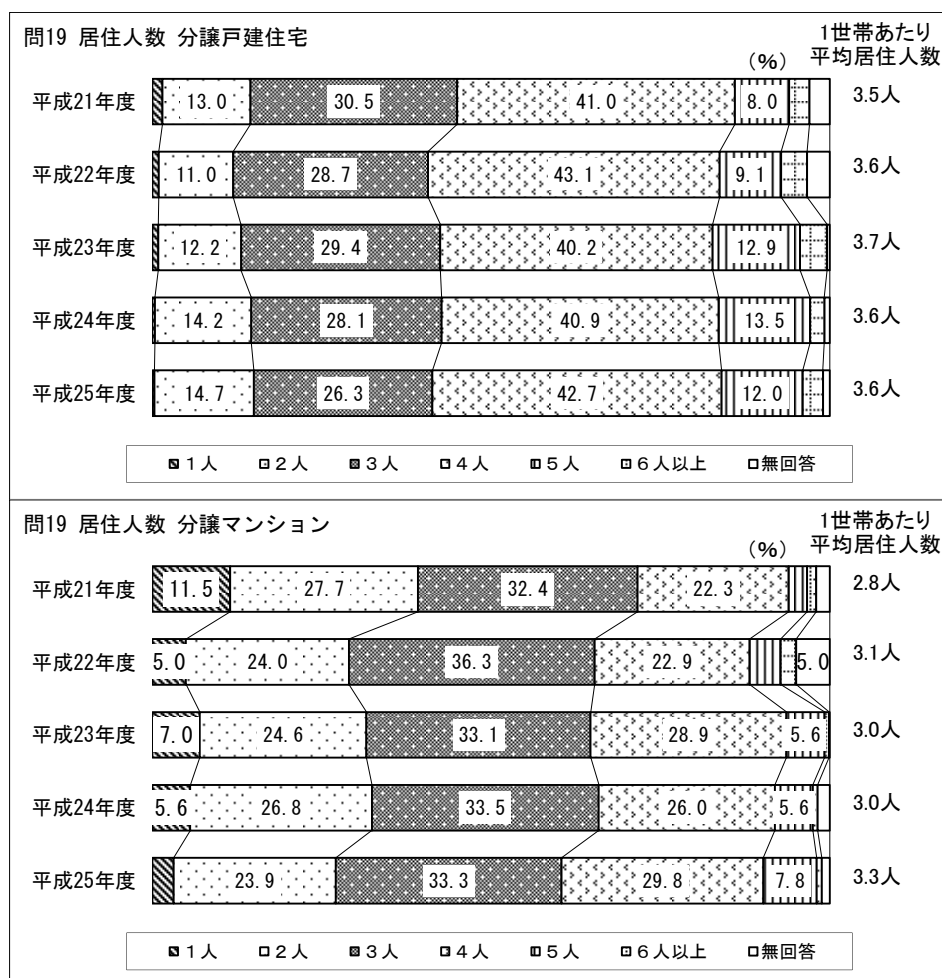 問19 居住人数 分譲戸建住宅
1世帯あたり
(%) 平均居住人数
平成21年度 13.0 30.5 41.0 8.0 3.5人
平成22年度 11.0 28.7 43.1 9.1 3.6人
平成23年度 12.2 29.4 40.2 12.9 3.7人
平成24年度 14.2 28.1 40.9 13.5 3.6人
平成25年度 14.7 26.3 42.7 12.0 3.6人
1人 2人 3人 4人 5人 6人以上 無回答
問19 居住人数 分譲マンション
1世帯あたり
(%) 平均居住人数
平成21年度 11.5 27.7 32.4 22.3 2.8人
平成22年度 5.0 24.0 36.3 22.9 5.0 3.1人
平成23年度 7.0 24.6 33.1 28.9 5.6 3.0人
平成24年度 5.6 26.8 33.5 26.0 5.6 3.0人
平成25年度 23.9 33.3 29.8 7.8 3.3人
1人 2人 3人 4人 5人 6人以上 無回答